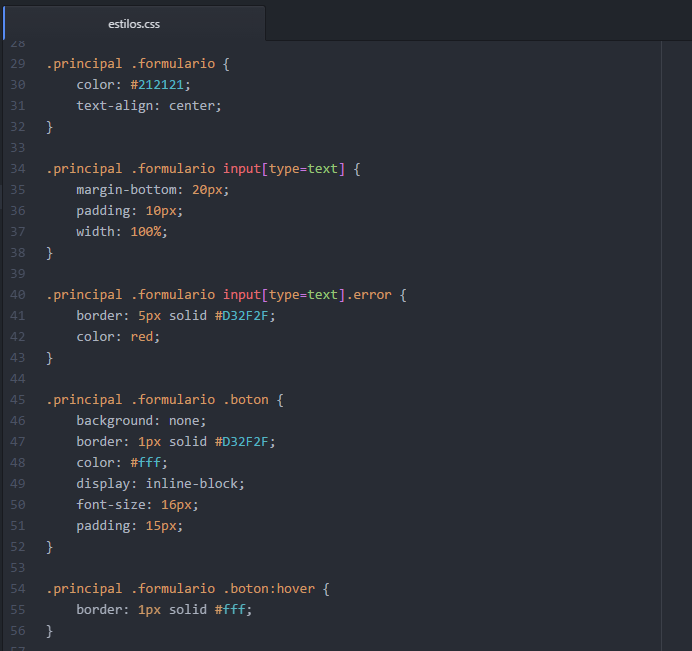 estilos.css
28
29 .principal .formulario {
30     color: #212121;
31     text-align: center;
32 }
33
34 .principal .formulario input[type=text] {
35     margin-bottom: 20px;
36     padding: 10px;
37     width: 100%;
38 }
39
40 .principal .formulario input[type=text].error {
41     border: 5px solid #D32F2F;
42     color: red;
43 }
44
45 .principal .formulario .boton {
46     background: none;
47     border: 1px solid #D32F2F;
48     color: #fff;
49     display: inline-block;
50     font-size: 16px;
51     padding: 15px;
52 }
53
54 .principal .formulario .boton:hover {
55     border: 1px solid #fff;
56 }
57